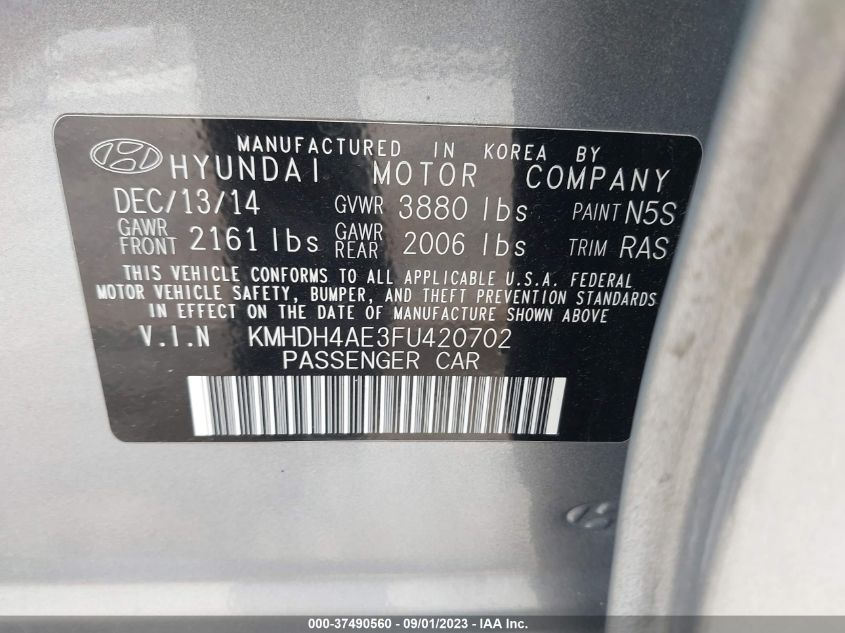 MANUFACTURED IN KOREA BY
HYUNDAI MOTOR COMPANY
DEC/13/14 GVWR 3880 lbs PAINT N5S
GAWR FRONT 2161 lbs GAWR REAR 2006 lbs TRIM RAS
THIS VEHICLE CONFORMS TO ALL APPLICABLE U.S.A. FEDERAL
MOTOR VEHICLE SAFETY, BUMPER, AND THEFT PREVENTION STANDARDS
IN EFFECT ON THE DATE OF MANUFACTURE SHOWN ABOVE
V.I.N KMHDH4AE3FU420702
PASSENGER CAR
000-37490560 - 09/01/2023 - IAA Inc.